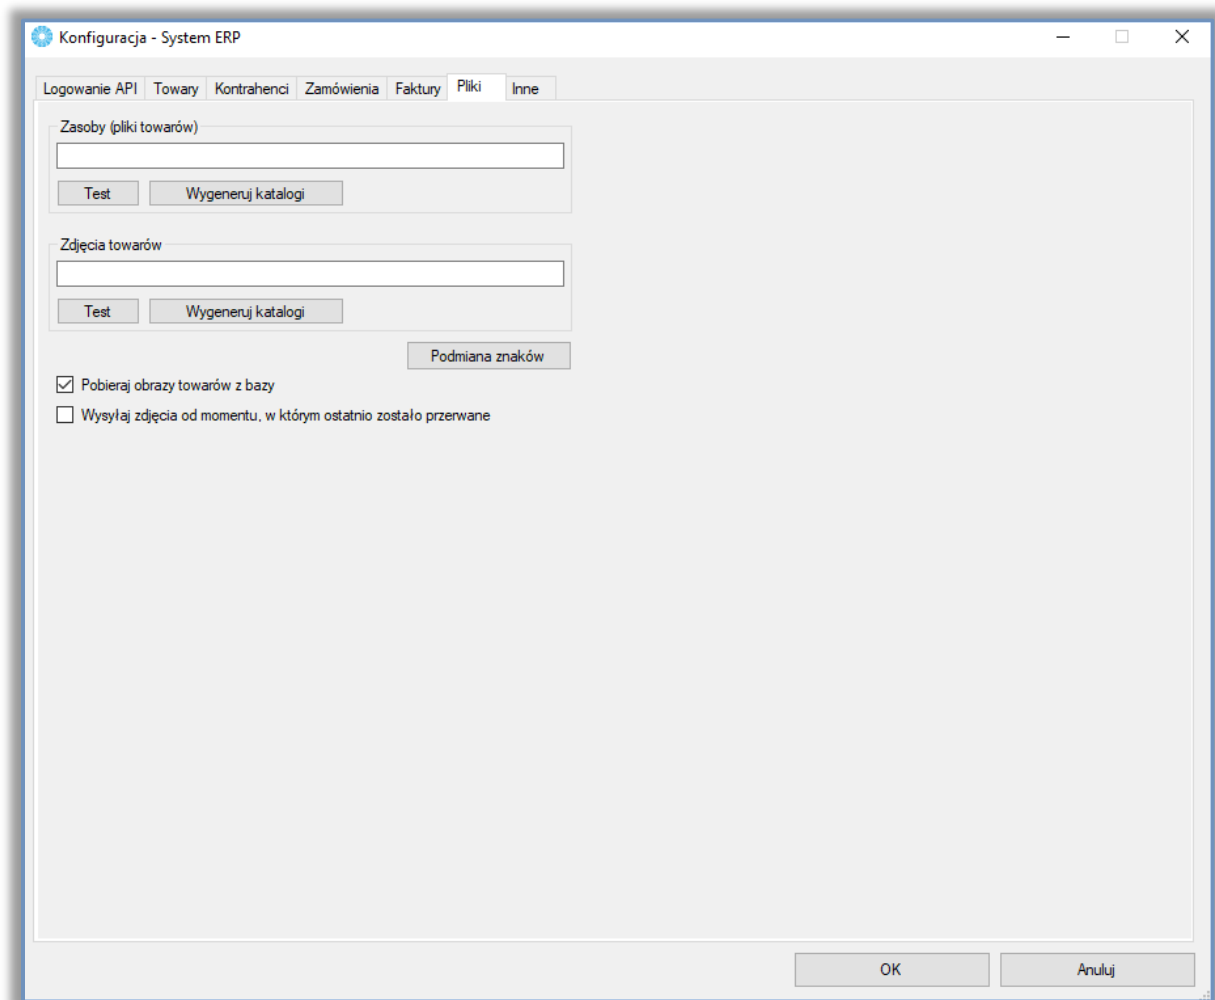 Konfiguracja - System ERP
Logowanie API Towary Kontrahenci Zamówienia Faktury Pliki Inne
Zasoby (pliki towarów)
Test Wygeneruj katalogi
Zdjęcia towarów
Test Wygeneruj katalogi
Podmiana znaków
Pobieraj obrazy towarów z bazy
Wysyłaj zdjęcia od momentu, w którym ostatnio zostało przerwane
OK Anuluj